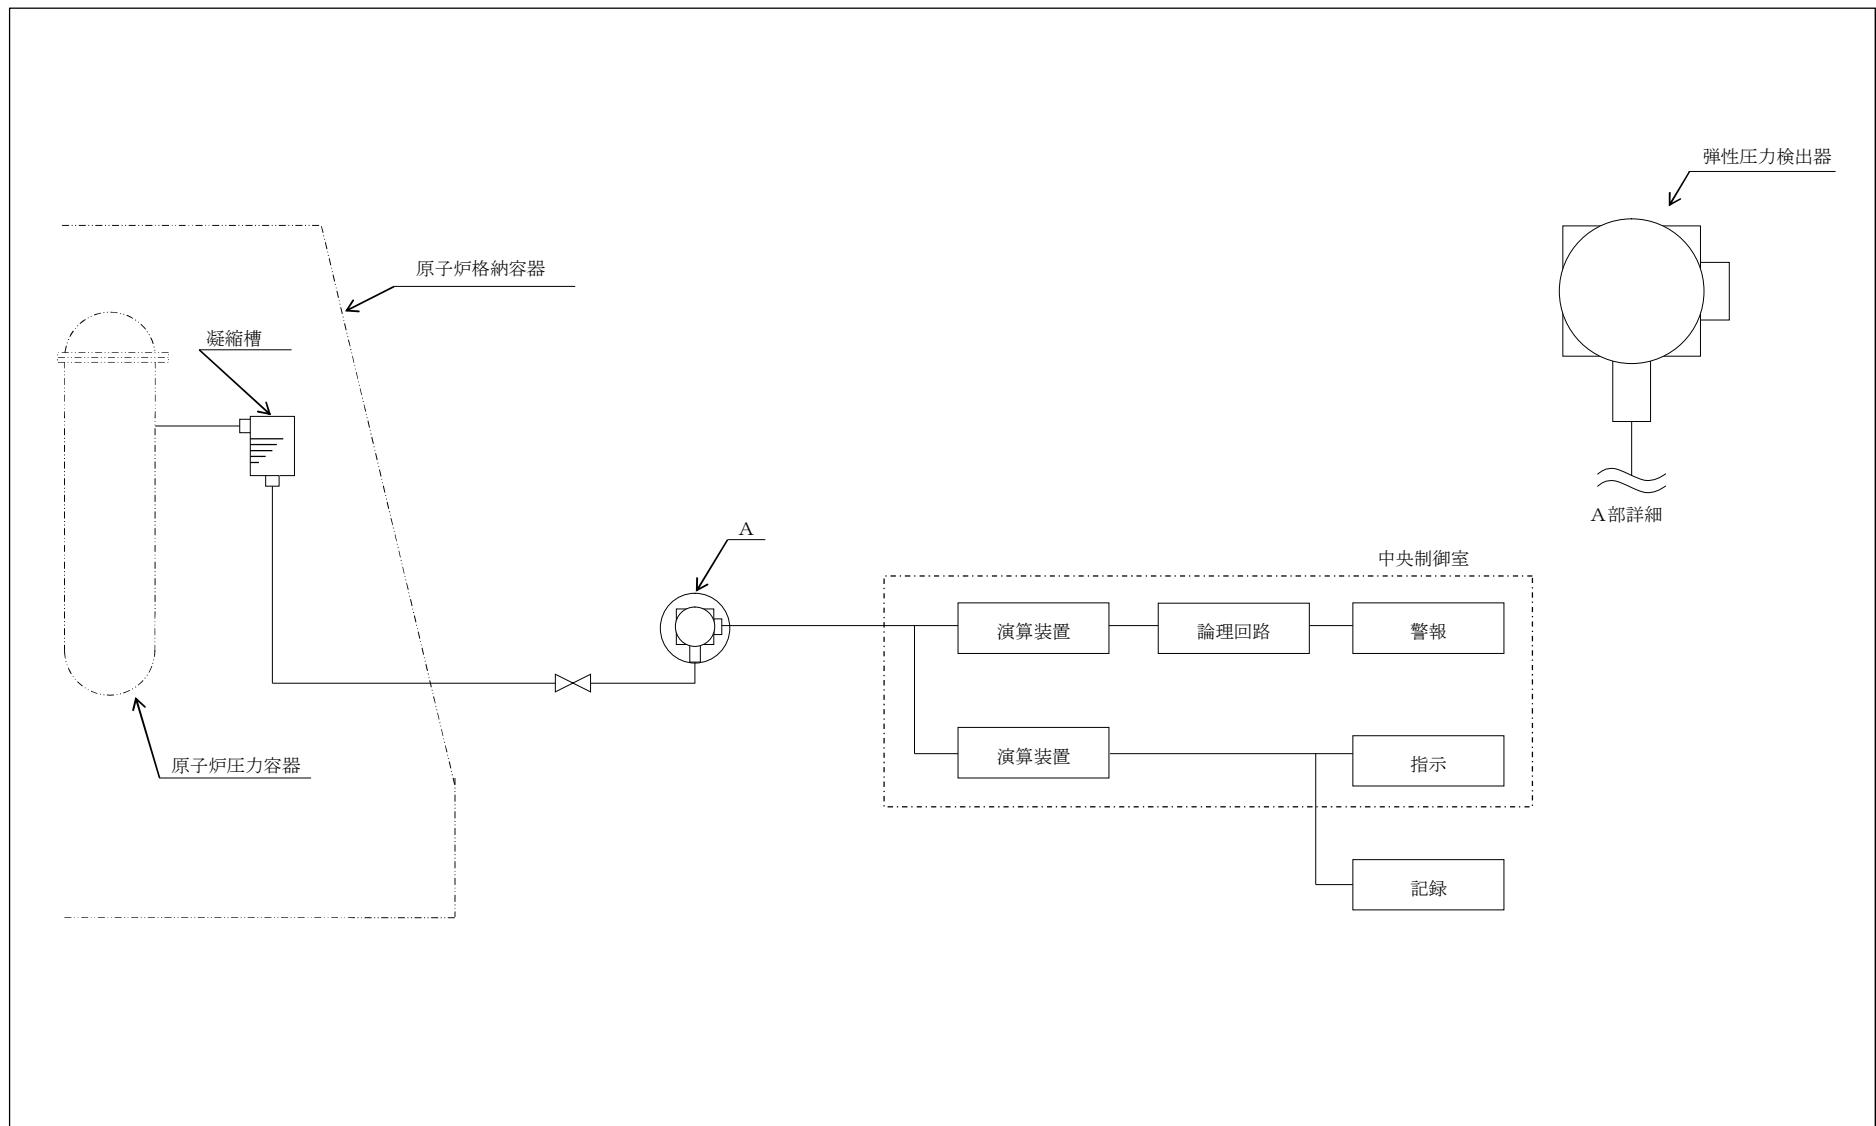 弾性圧力検出器
原子炉格納容器
凝縮槽
A
A部詳細
中央制御室
演算装置
論理回路
警報
演算装置
指示
原子炉圧力容器
記録